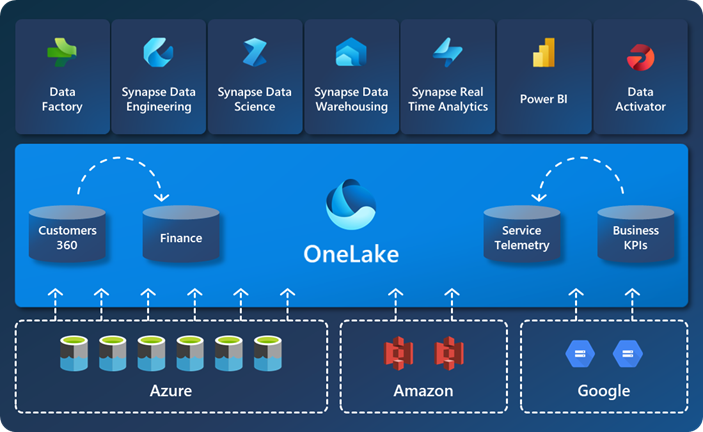 Data
Factory
Synapse Data
Engineering
Synapse Data
Science
Synapse Data
Warehousing
Synapse Real
Time Analytics
Power BI
Data
Activator
Customers
360
Finance
OneLake
Service
Telemetry
Business
KPIs
Azure
Amazon
Google